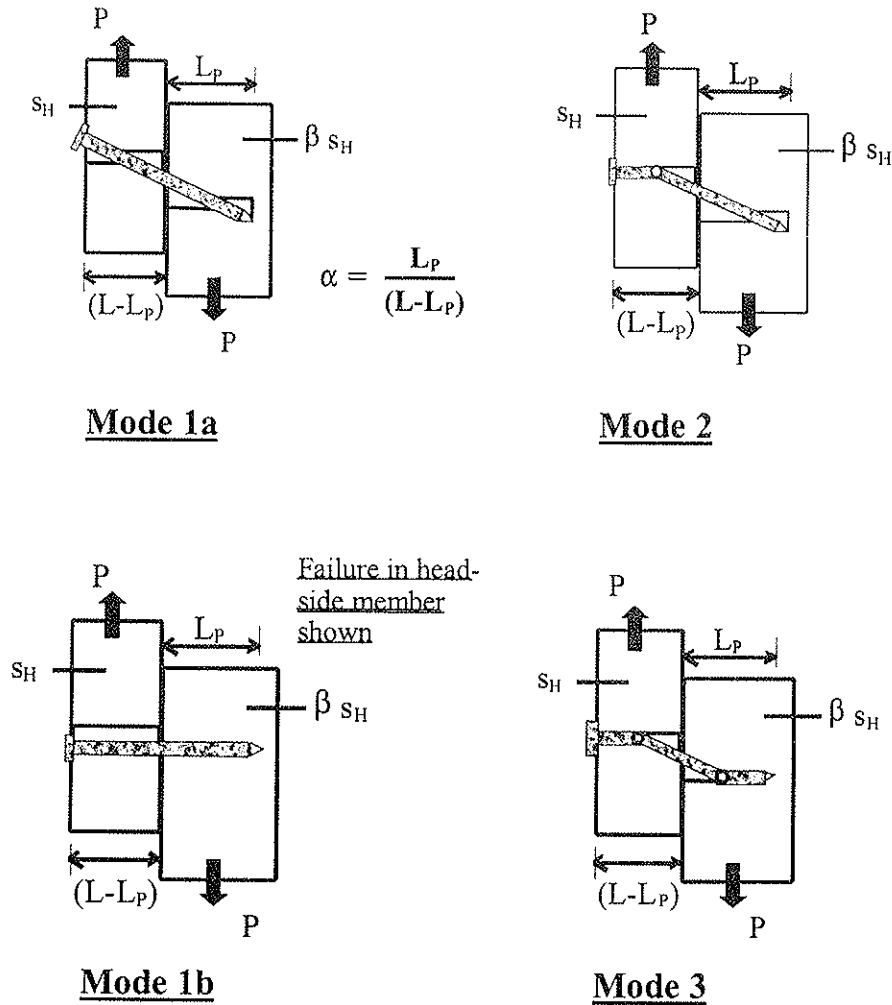 P
L_P
s_H
β s_H
(L-L_P)
P
α = L_P / (L-L_P)
Mode 1a
P
L_P
s_H
β s_H
(L-L_P)
P
Mode 2
P
Failure in head-
side member
shown
L_P
s_H
β s_H
(L-L_P)
P
Mode 1b
P
L_P
s_H
β s_H
(L-L_P)
P
Mode 3